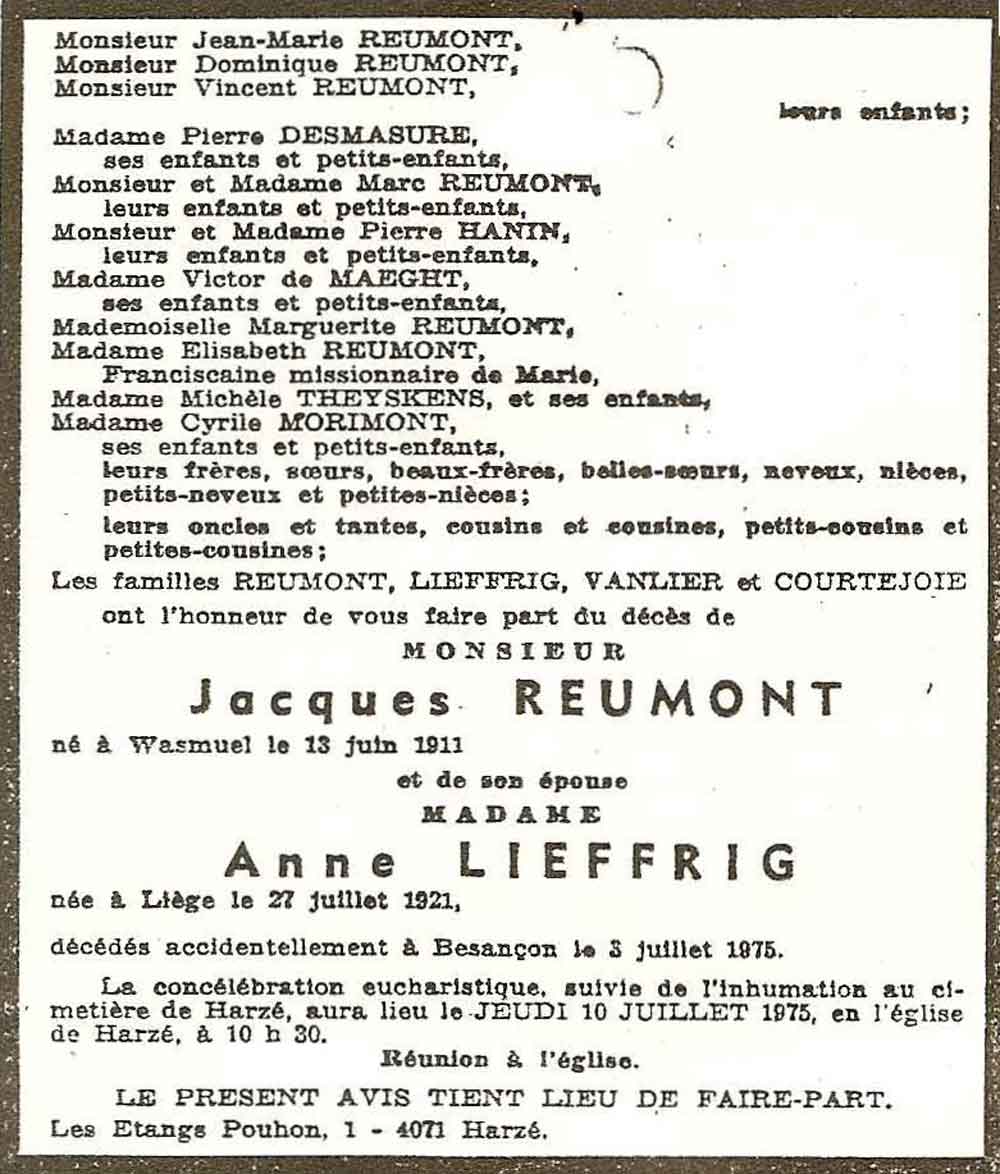 Monsieur Jean-Marie REUMONT,
Monsieur Dominique REUMONT,
Monsieur Vincent REUMONT,
leurs enfants;
Madame Pierre DESMASURE,
ses enfants et petits-enfants,
Monsieur et Madame Marc REUMONT,
leurs enfants et petits-enfants,
Monsieur et Madame Pierre HANIN,
leurs enfants et petits-enfants,
Madame Victor de MAEGHT,
ses enfants et petits-enfants,
Mademoiselle Marguerite REUMONT,
Madame Elisabeth REUMONT,
Franciscaine missionnaire de Marie,
Madame Michèle THEYSKENS, et ses enfants,
Madame Cyrile MORIMONT,
ses enfants et petits-enfants,
leurs frères, sœurs, beaux-frères, belles-sœurs, neveux, nièces,
petits-neveux et petites-nièces;
leurs oncles et tantes, cousins et cousines, petits-cousins et
petites-cousines;
Les familles REUMONT, LIEFFRIG, VANLIER et COURTEJOIE
ont l'honneur de vous faire part du décès de
MONSIEUR
Jacques REUMONT
né à Wasmuel le 13 juin 1911
et de son épouse
MADAME
Anne LIEFFRIG
née à Liège le 27 juillet 1921,
décédés accidentellement à Besançon le 3 juillet 1975.
La concélébration eucharistique, suivie de l'inhumation au ci-
metière de Harzé, aura lieu le JEUDI 10 JUILLET 1975, en l'église
de Harzé, à 10 h 30.
Réunion à l'église.
LE PRESENT AVIS TIENT LIEU DE FAIRE-PART.
Les Etangs Pouhon, 1 - 4071 Harzé.